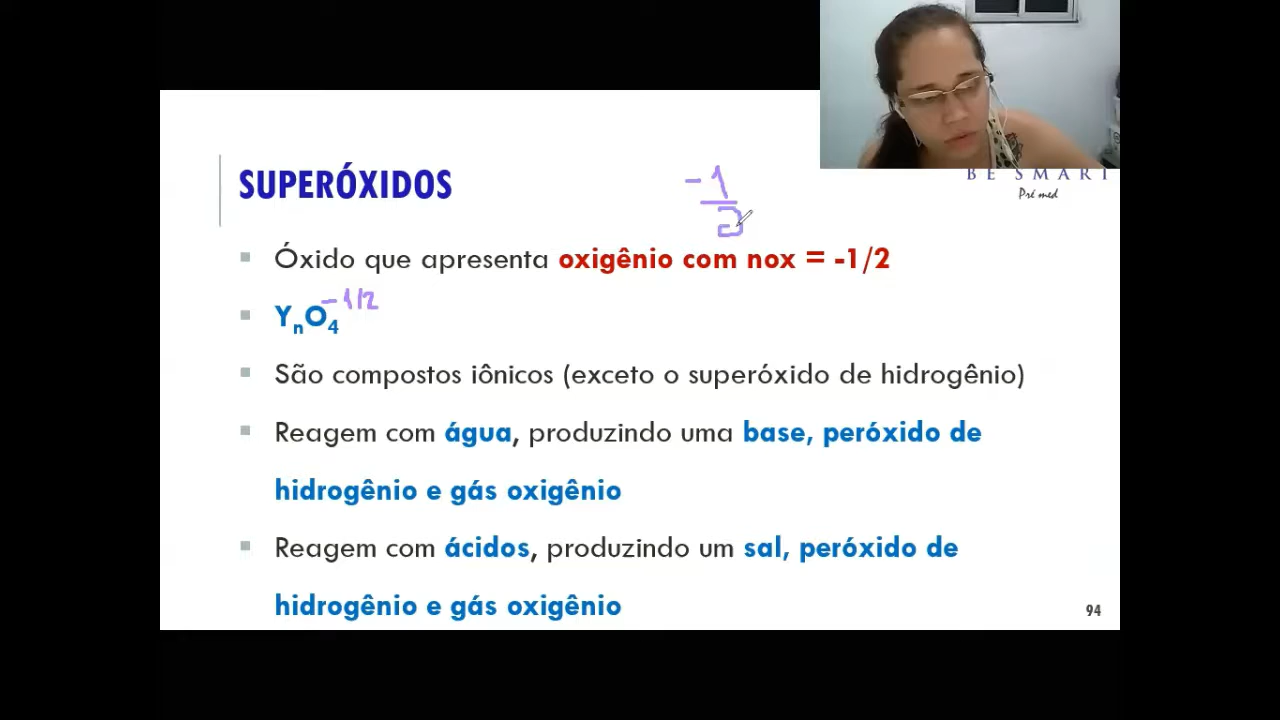 SUPERÓXIDOS
-1
2
BE SMART
Pré med
Óxido que apresenta oxigênio com nox = -1/2
YnO4 -1/2
São compostos iônicos (exceto o superóxido de hidrogênio)
Reagem com água, produzindo uma base, peróxido de
hidrogênio e gás oxigênio
Reagem com ácidos, produzindo um sal, peróxido de
hidrogênio e gás oxigênio
94